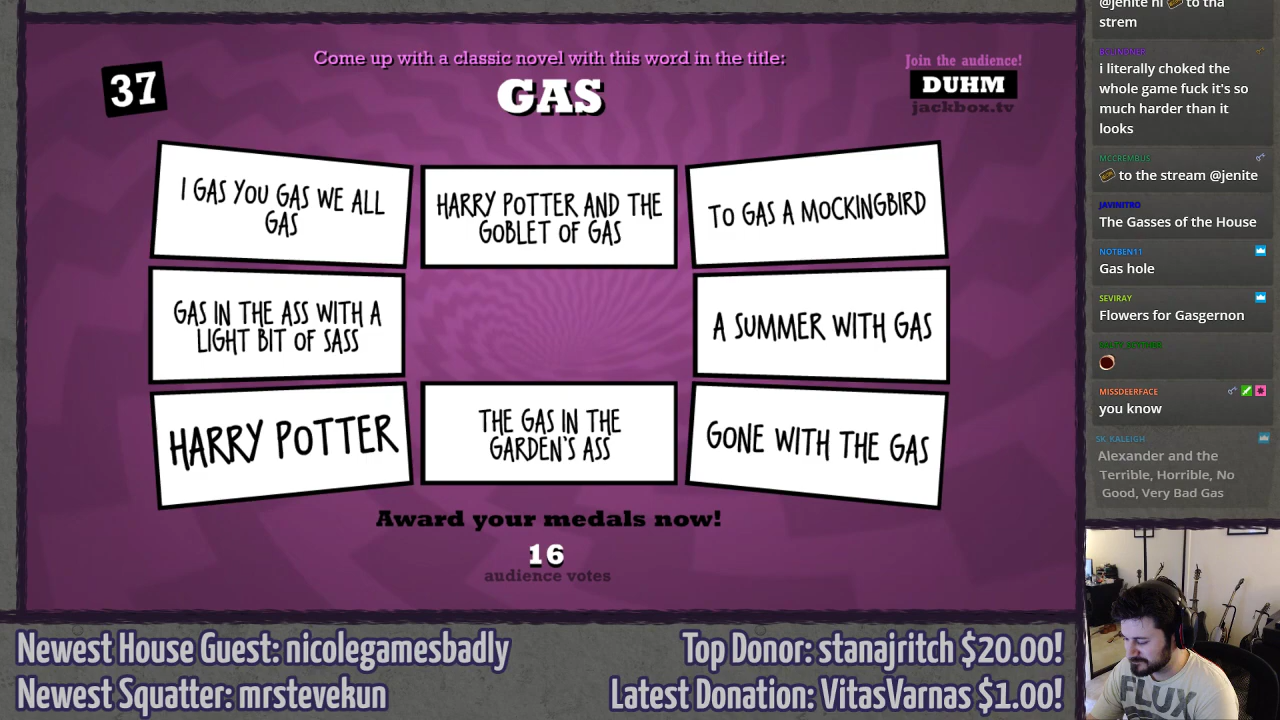 37
Come up with a classic novel with this word in the title:
GAS
Join the audience!
DUHM
jackbox.tv
I GAS YOU GAS WE ALL
GAS
HARRY POTTER AND THE
GOBLET OF GAS
TO GAS A MOCKINGBIRD
GAS IN THE ASS WITH A
LIGHT BIT OF SASS
A SUMMER WITH GAS
HARRY POTTER
THE GAS IN THE
GARDEN'S ASS
GONE WITH THE GAS
Award your medals now!
16
audience votes
@jenite hi to tha
strem
i literally choked the
whole game fuck it's so
much harder than it
looks
MCCREMBUS
to the stream @jenite
JAVINITRO
The Gasses of the House
NOTBEN11
Gas hole
SEVIRAY
Flowers for Gasgernon
MISSDEERFACE
you know
SK_KALEIGH
Alexander and the
Terrible, Horrible, No
Good, Very Bad Gas
FLUX
Newest House Guest: nicolegamesbadly
Top Donor: stanajritch $20.00!
Newest Squatter: mrstevekun
Latest Donation: VitasVarnas $1.00!